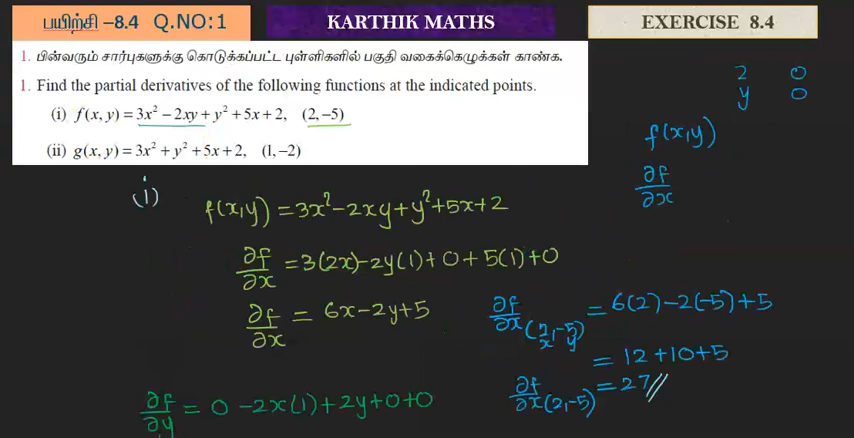 பயிற்சி –8.4 Q.NO:1
KARTHIK MATHS
EXERCISE 8.4
1. பின்வரும் சார்புகளுக்கு கொடுக்கப்பட்ட புள்ளிகளில் பகுதி வகைக்கெழுக்கள் காண்க.
1. Find the partial derivatives of the following functions at the indicated points.
(i) f(x, y) = 3x² − 2xy + y² + 5x + 2, (2, −5)
(ii) g(x, y) = 3x² + y² + 5x + 2, (1, −2)
2 0
y 0
f(x,y)
∂f/∂x
(i)
f(x,y) = 3x² − 2xy + y² + 5x + 2
∂f/∂x = 3(2x) − 2y(1) + 0 + 5(1) + 0
∂f/∂x = 6x − 2y + 5
∂f/∂x (2, −5) = 6(2) − 2(−5) + 5
x y
= 12 + 10 + 5
∂f/∂x (2, −5) = 27//
∂f/∂y = 0 − 2x(1) + 2y + 0 + 0